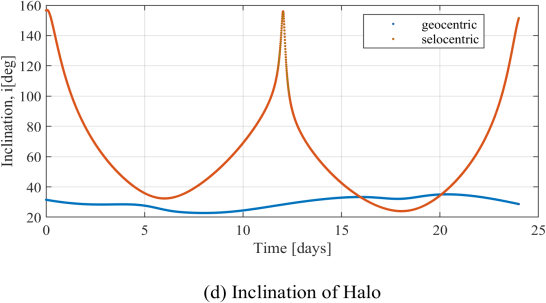 160
140
120
100
80
60
40
20
Inclination, i[deg]
geocentric
selocentric
0 5 10 15 20 25
Time [days]
(d) Inclination of Halo